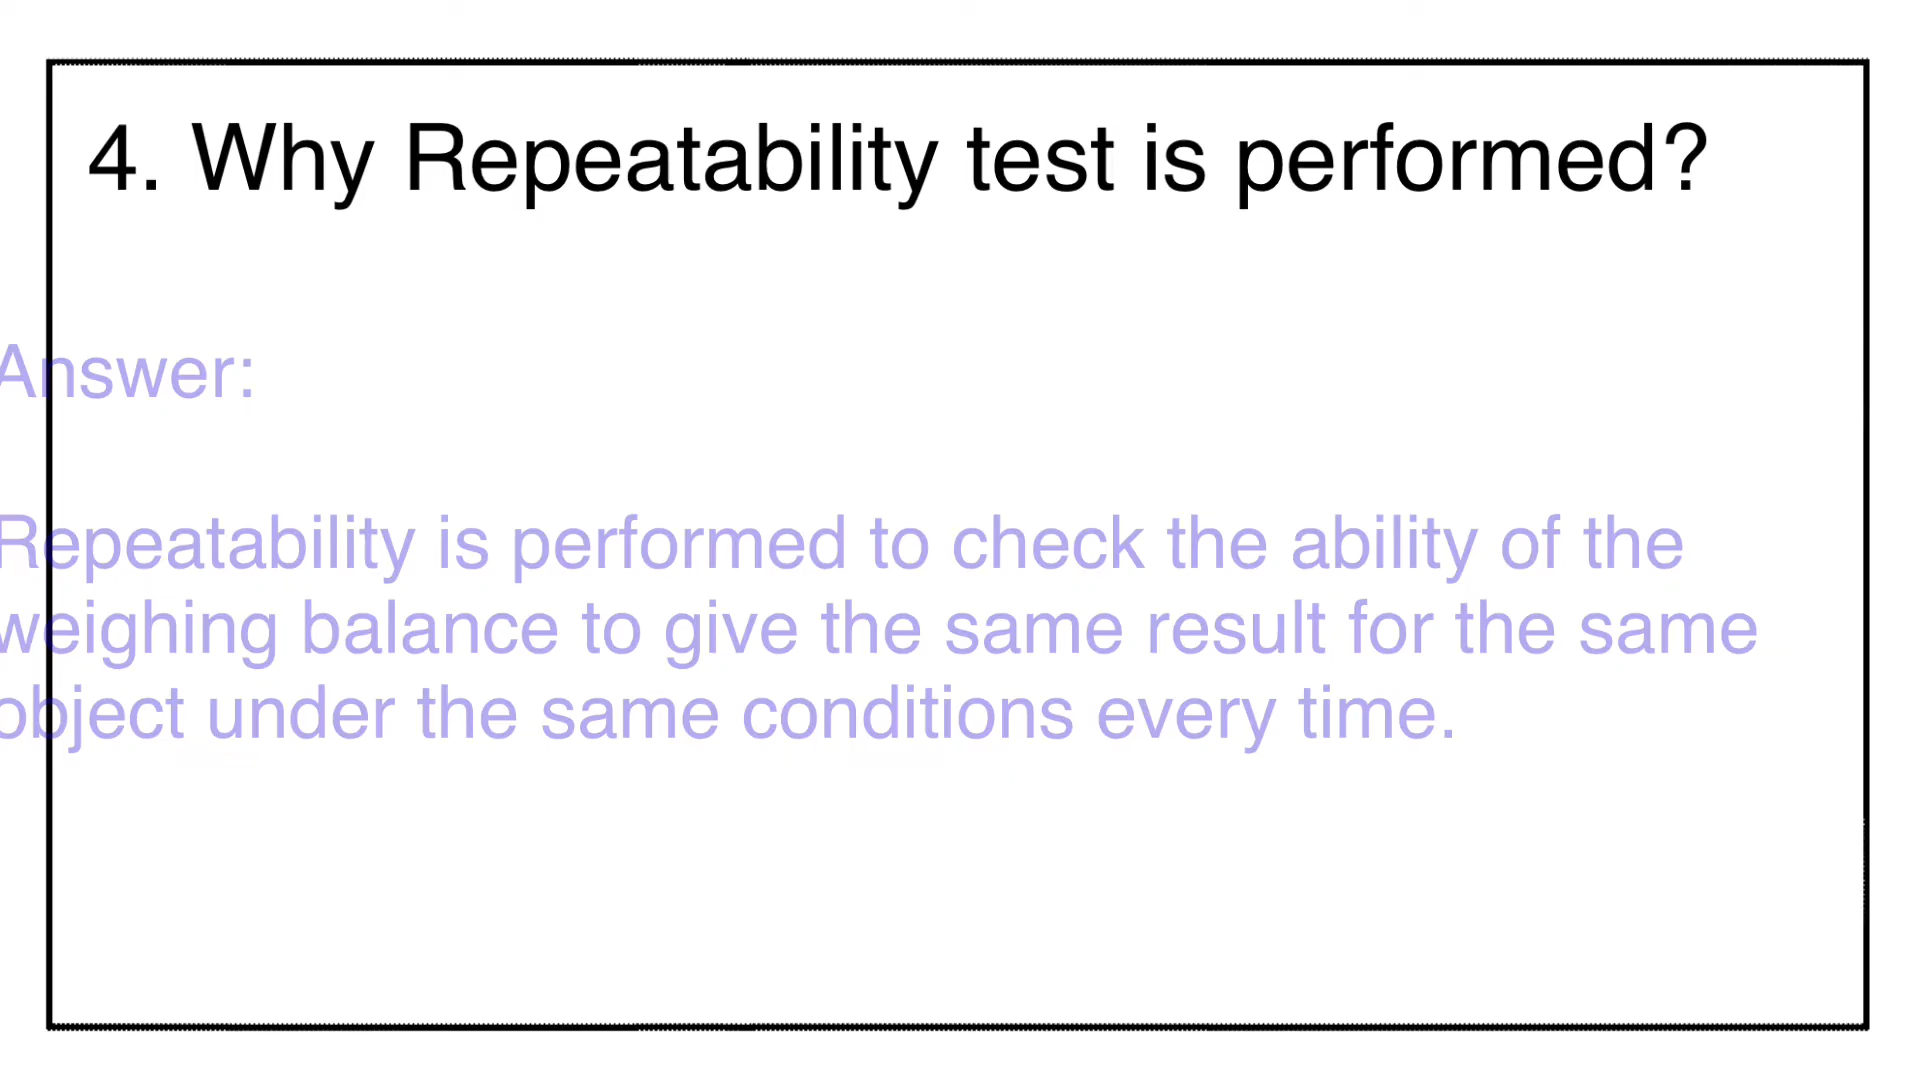 4. Why Repeatability test is performed?
Answer:
Repeatability is performed to check the ability of the
weighing balance to give the same result for the same
object under the same conditions every time.